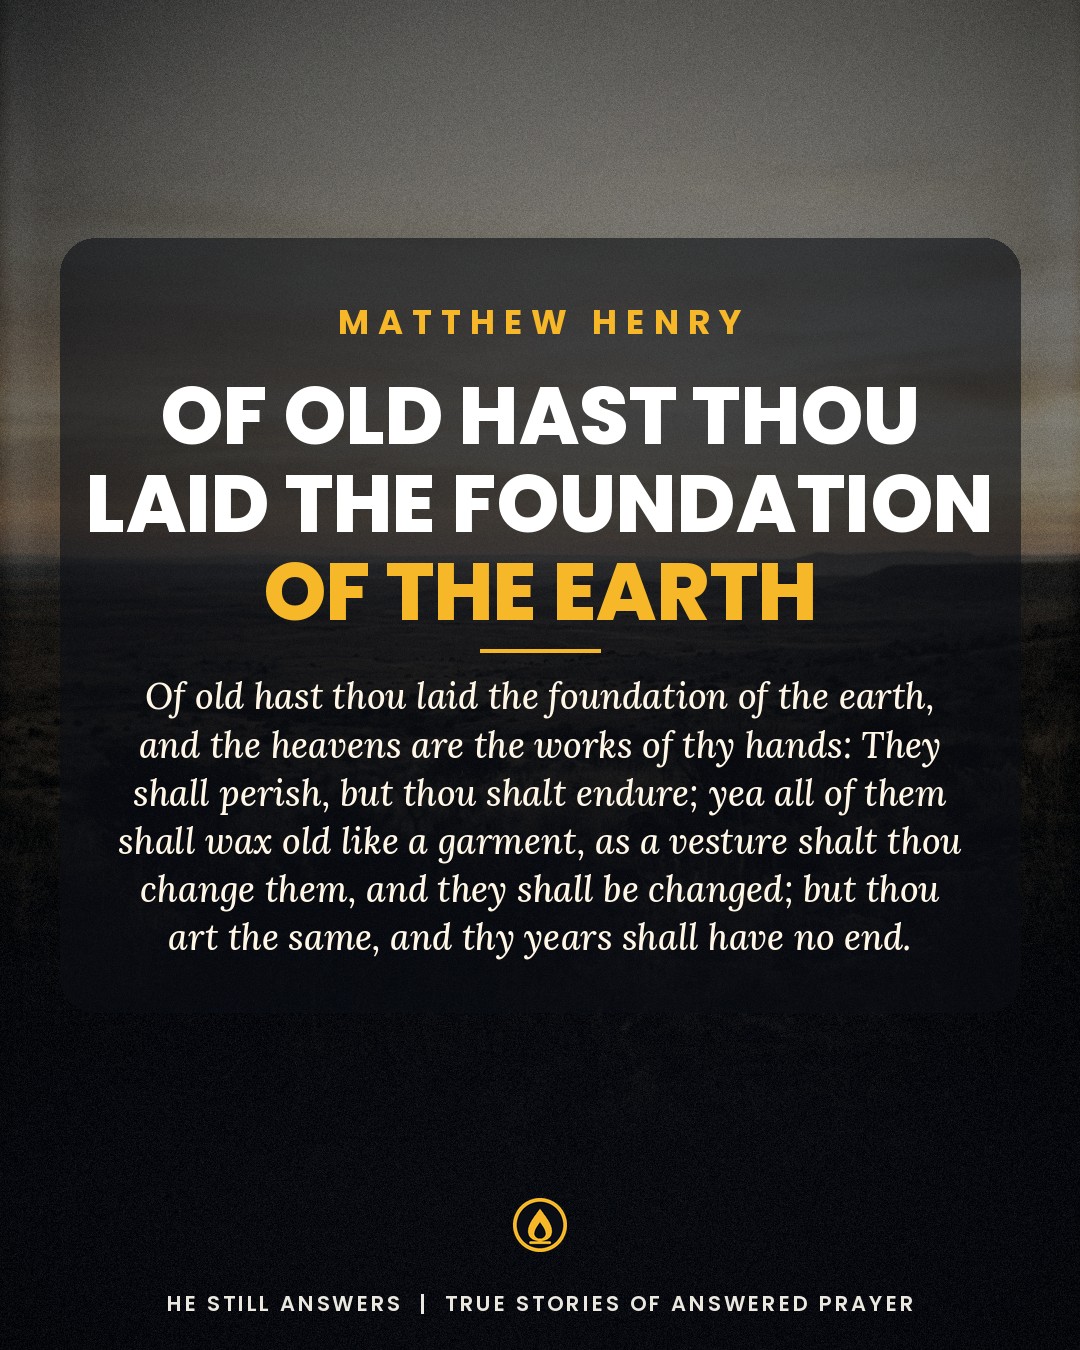 MATTHEW HENRY
OF OLD HAST THOU
LAID THE FOUNDATION
OF THE EARTH
Of old hast thou laid the foundation of the earth,
and the heavens are the works of thy hands: They
shall perish, but thou shalt endure; yea all of them
shall wax old like a garment, as a vesture shalt thou
change them, and they shall be changed; but thou
art the same, and thy years shall have no end.
HE STILL ANSWERS | TRUE STORIES OF ANSWERED PRAYER